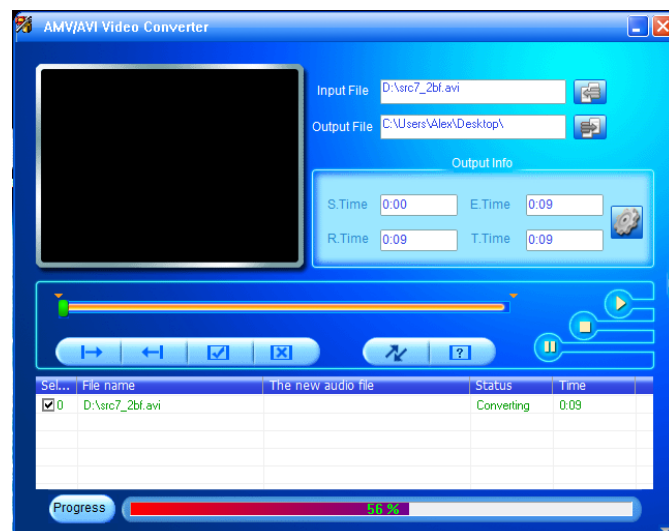 AMV/AVI Video Converter
Input File D:\src7_2bf.avi
Output File C:\Users\Alex\Desktop\
Output Info
S.Time 0:00 E.Time 0:09
R.Time 0:09 T.Time 0:09
Sel... File name The new audio file Status Time
0 D:\src7_2bf.avi Converting 0:09
Progress 56 %